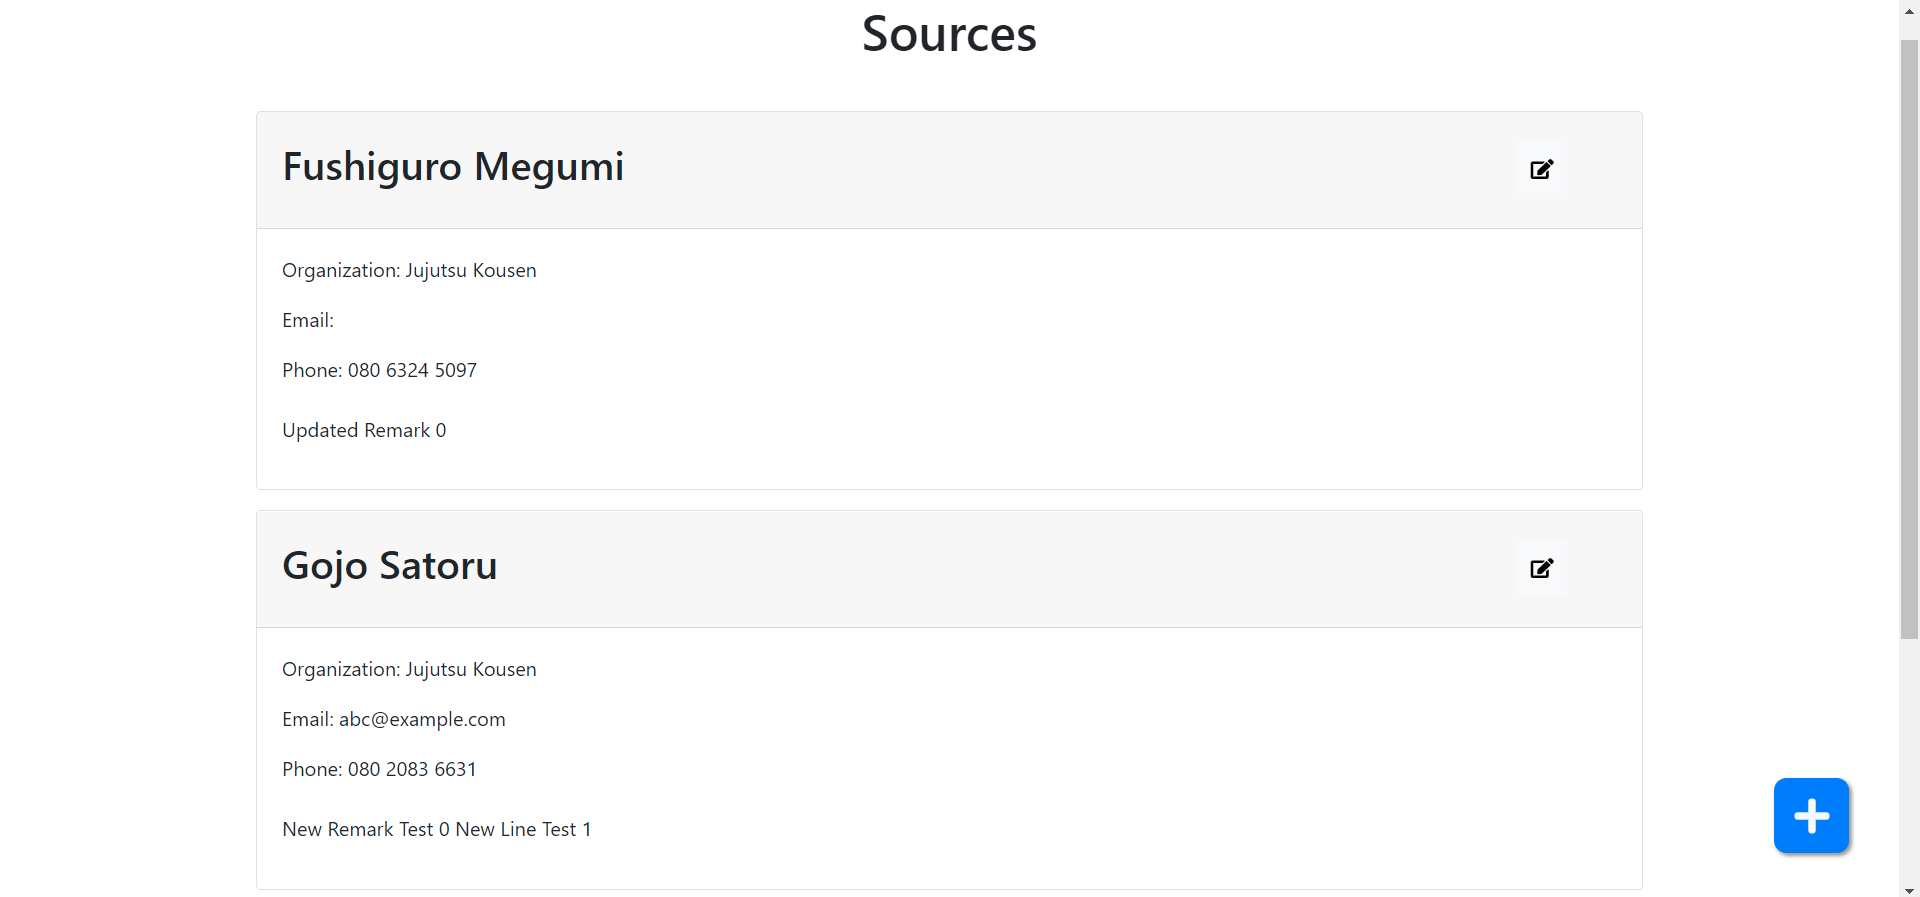 Sources
Fushiguro Megumi
Organization: Jujutsu Kousen
Email:
Phone: 080 6324 5097
Updated Remark 0
Gojo Satoru
Organization: Jujutsu Kousen
Email: abc@example.com
Phone: 080 2083 6631
New Remark Test 0 New Line Test 1